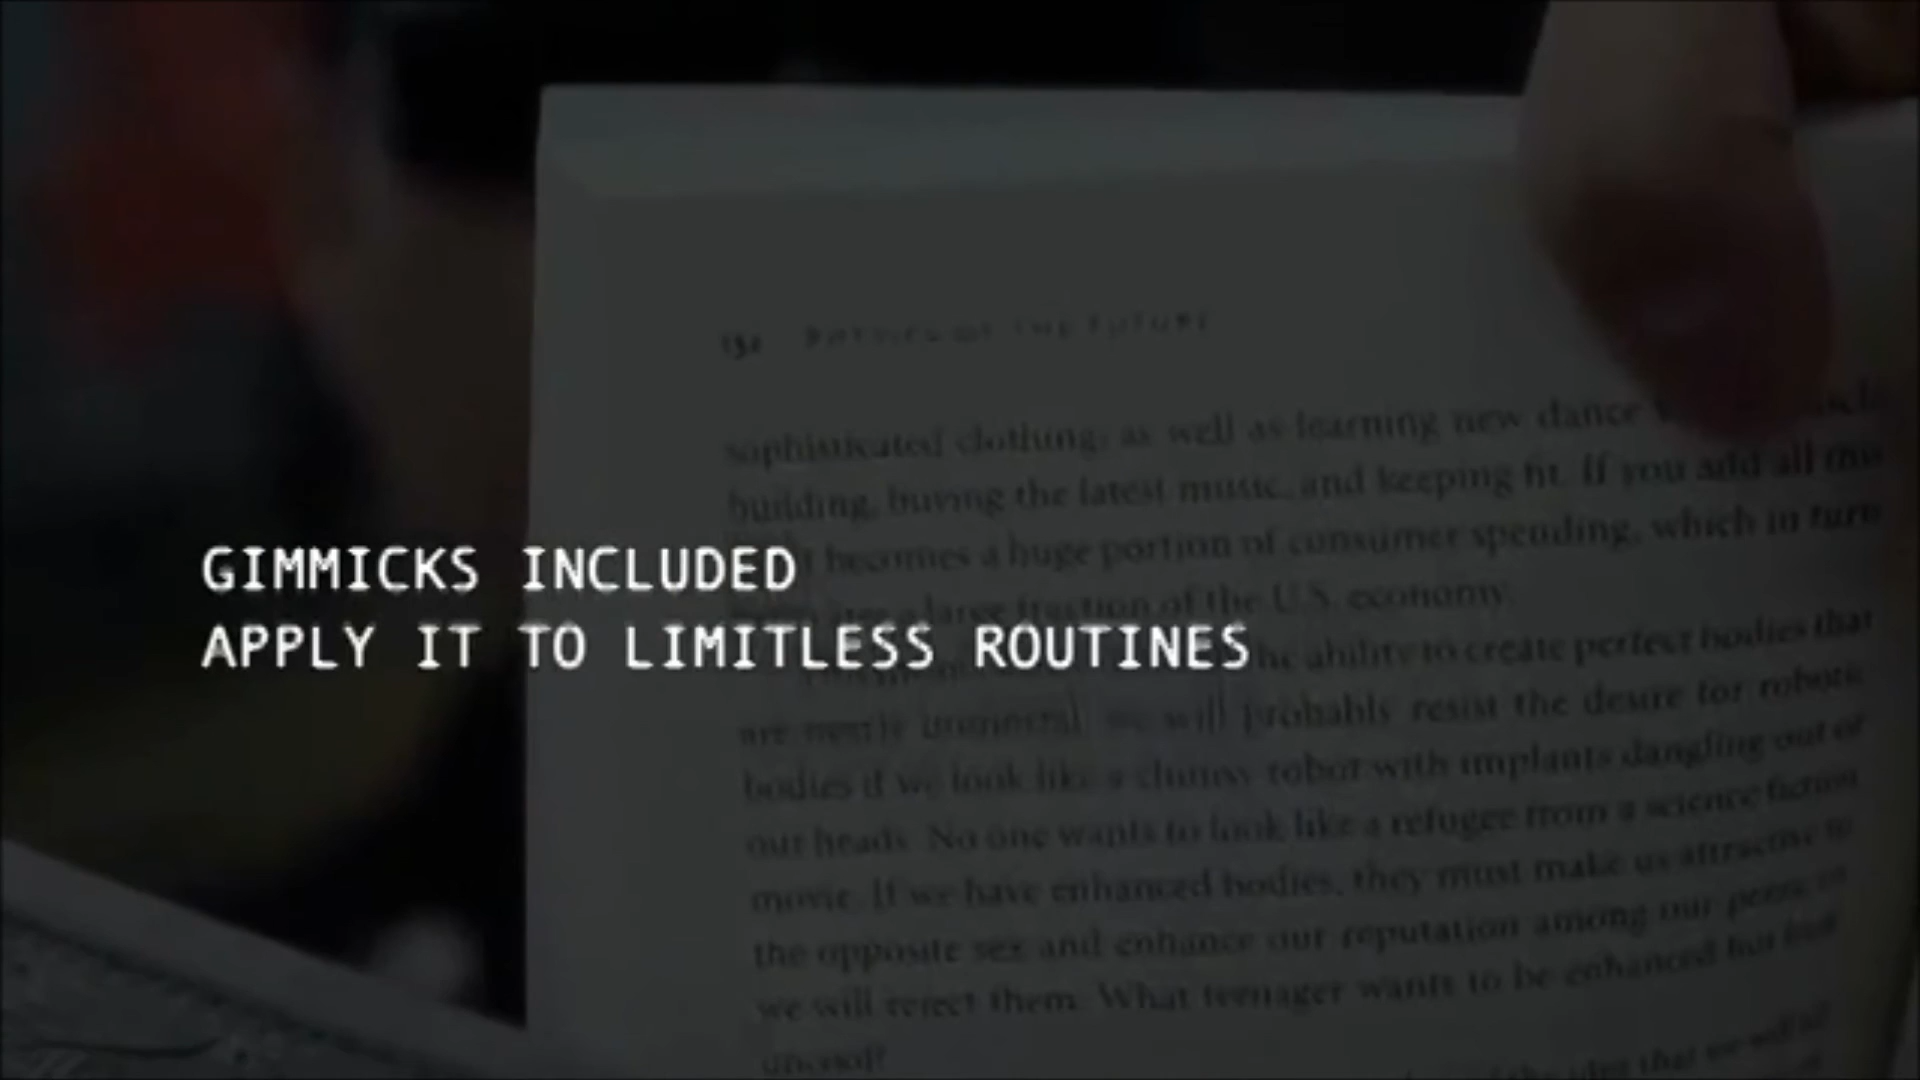 GIMMICKS INCLUDED
APPLY IT TO LIMITLESS ROUTINES
PHYSICS OF THE FUTURE
sophisticated clothing, as well as learning new dance
building, buying the latest music, and keeping fit. If you add all this
becomes a huge portion of consumer spending, which in turn
a large fraction of the U.S. economy.
the ability to create perfect bodies that
are nearly immortal, we will probably resist the desire for robotic
bodies if we look like a clumsy robot with implants dangling out of
our heads. No one wants to look like a refugee from a science fiction
movie. If we have enhanced bodies, they must make us attractive to
the opposite sex and enhance our reputation among our peers, or
we will reject them. What teenager wants to be enhanced but
uncool?